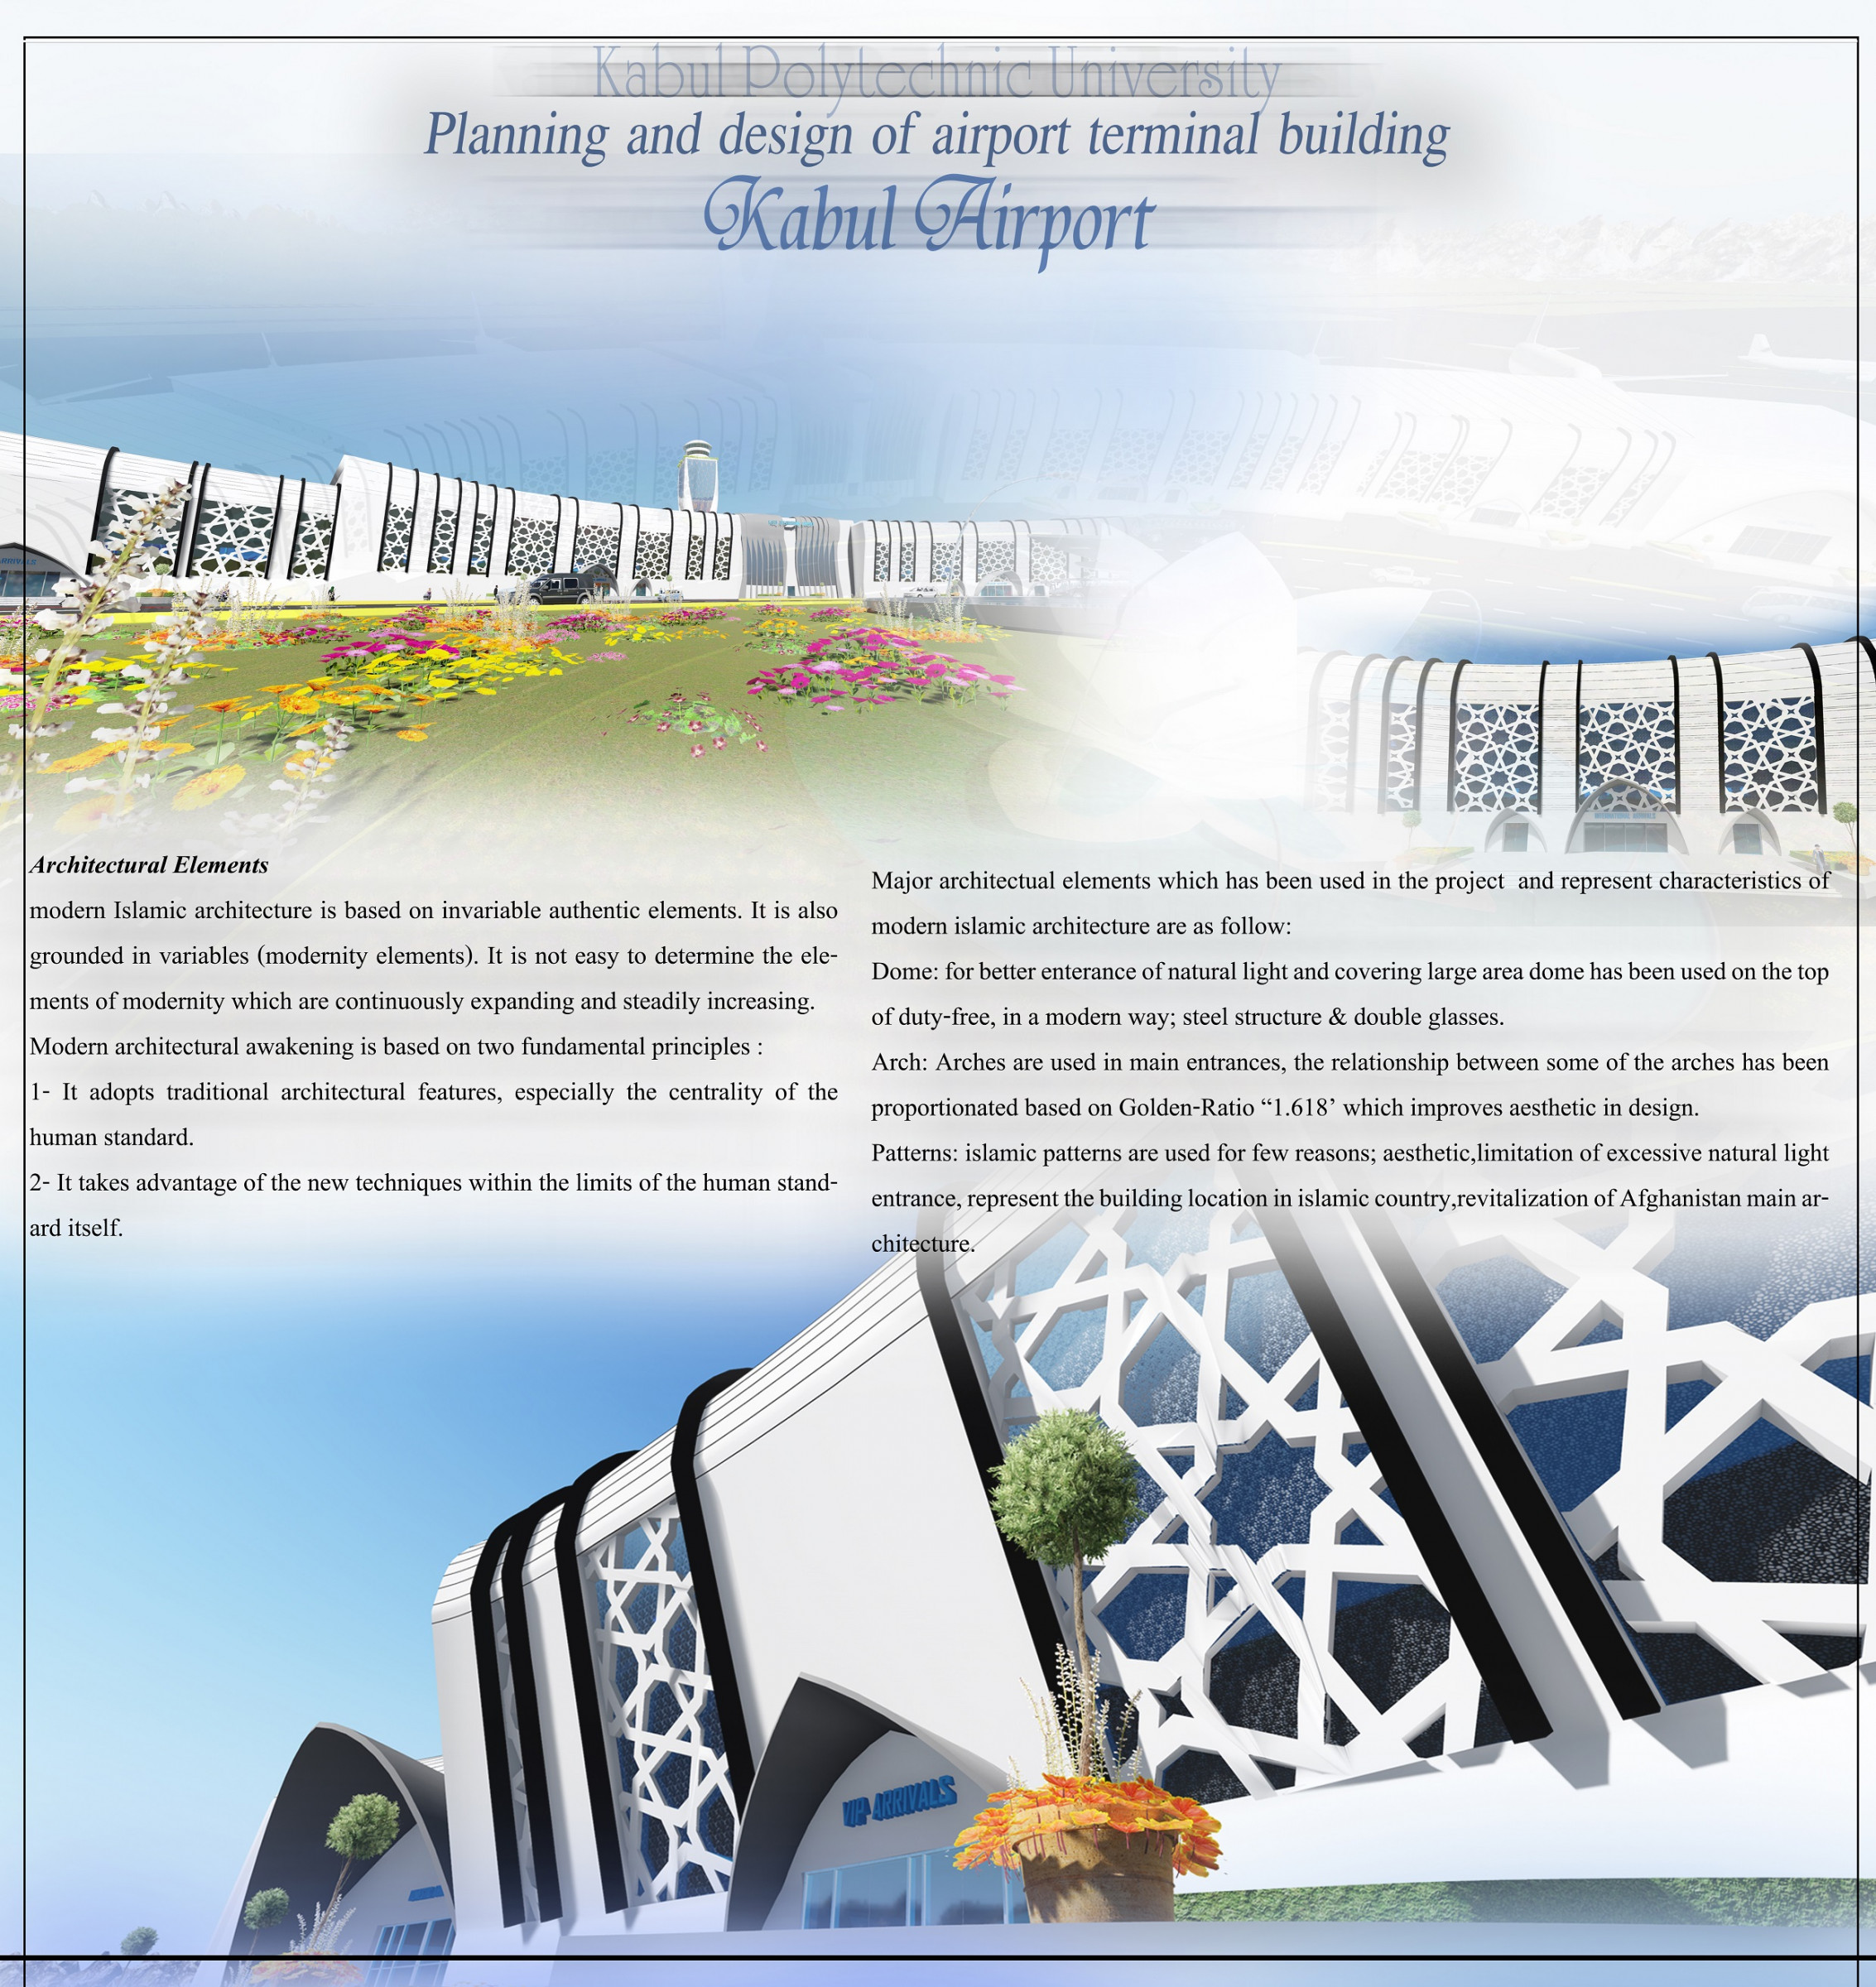 Kabul Polytechnic University
Planning and design of airport terminal building
Kabul Airport
ARRIVALS
INTERNATIONAL ARRIVALS
Architectural Elements
modern Islamic architecture is based on invariable authentic elements. It is also
grounded in variables (modernity elements). It is not easy to determine the ele-
ments of modernity which are continuously expanding and steadily increasing.
Modern architectural awakening is based on two fundamental principles :
1- It adopts traditional architectural features, especially the centrality of the
human standard.
2- It takes advantage of the new techniques within the limits of the human stand-
ard itself.
Major architectual elements which has been used in the project  and represent characteristics of
modern islamic architecture are as follow:
Dome: for better enterance of natural light and covering large area dome has been used on the top
of duty-free, in a modern way; steel structure & double glasses.
Arch: Arches are used in main entrances, the relationship between some of the arches has been
proportionated based on Golden-Ratio “1.618’ which improves aesthetic in design.
Patterns: islamic patterns are used for few reasons; aesthetic,limitation of excessive natural light
entrance, represent the building location in islamic country,revitalization of Afghanistan main ar-
chitecture.
VIP ARRIVALS